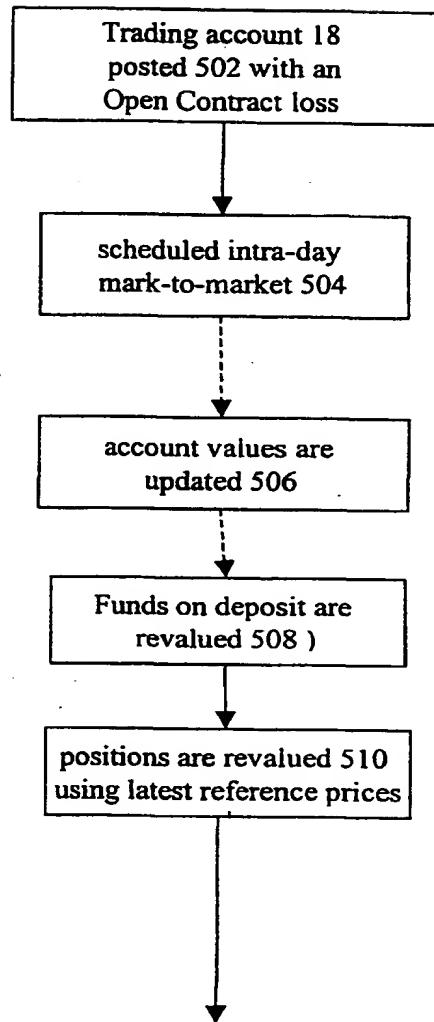 Trading account 18
posted 502 with an
Open Contract loss
scheduled intra-day
mark-to-market 504
account values are
updated 506
Funds on deposit are
revalued 508 )
positions are revalued 510
using latest reference prices